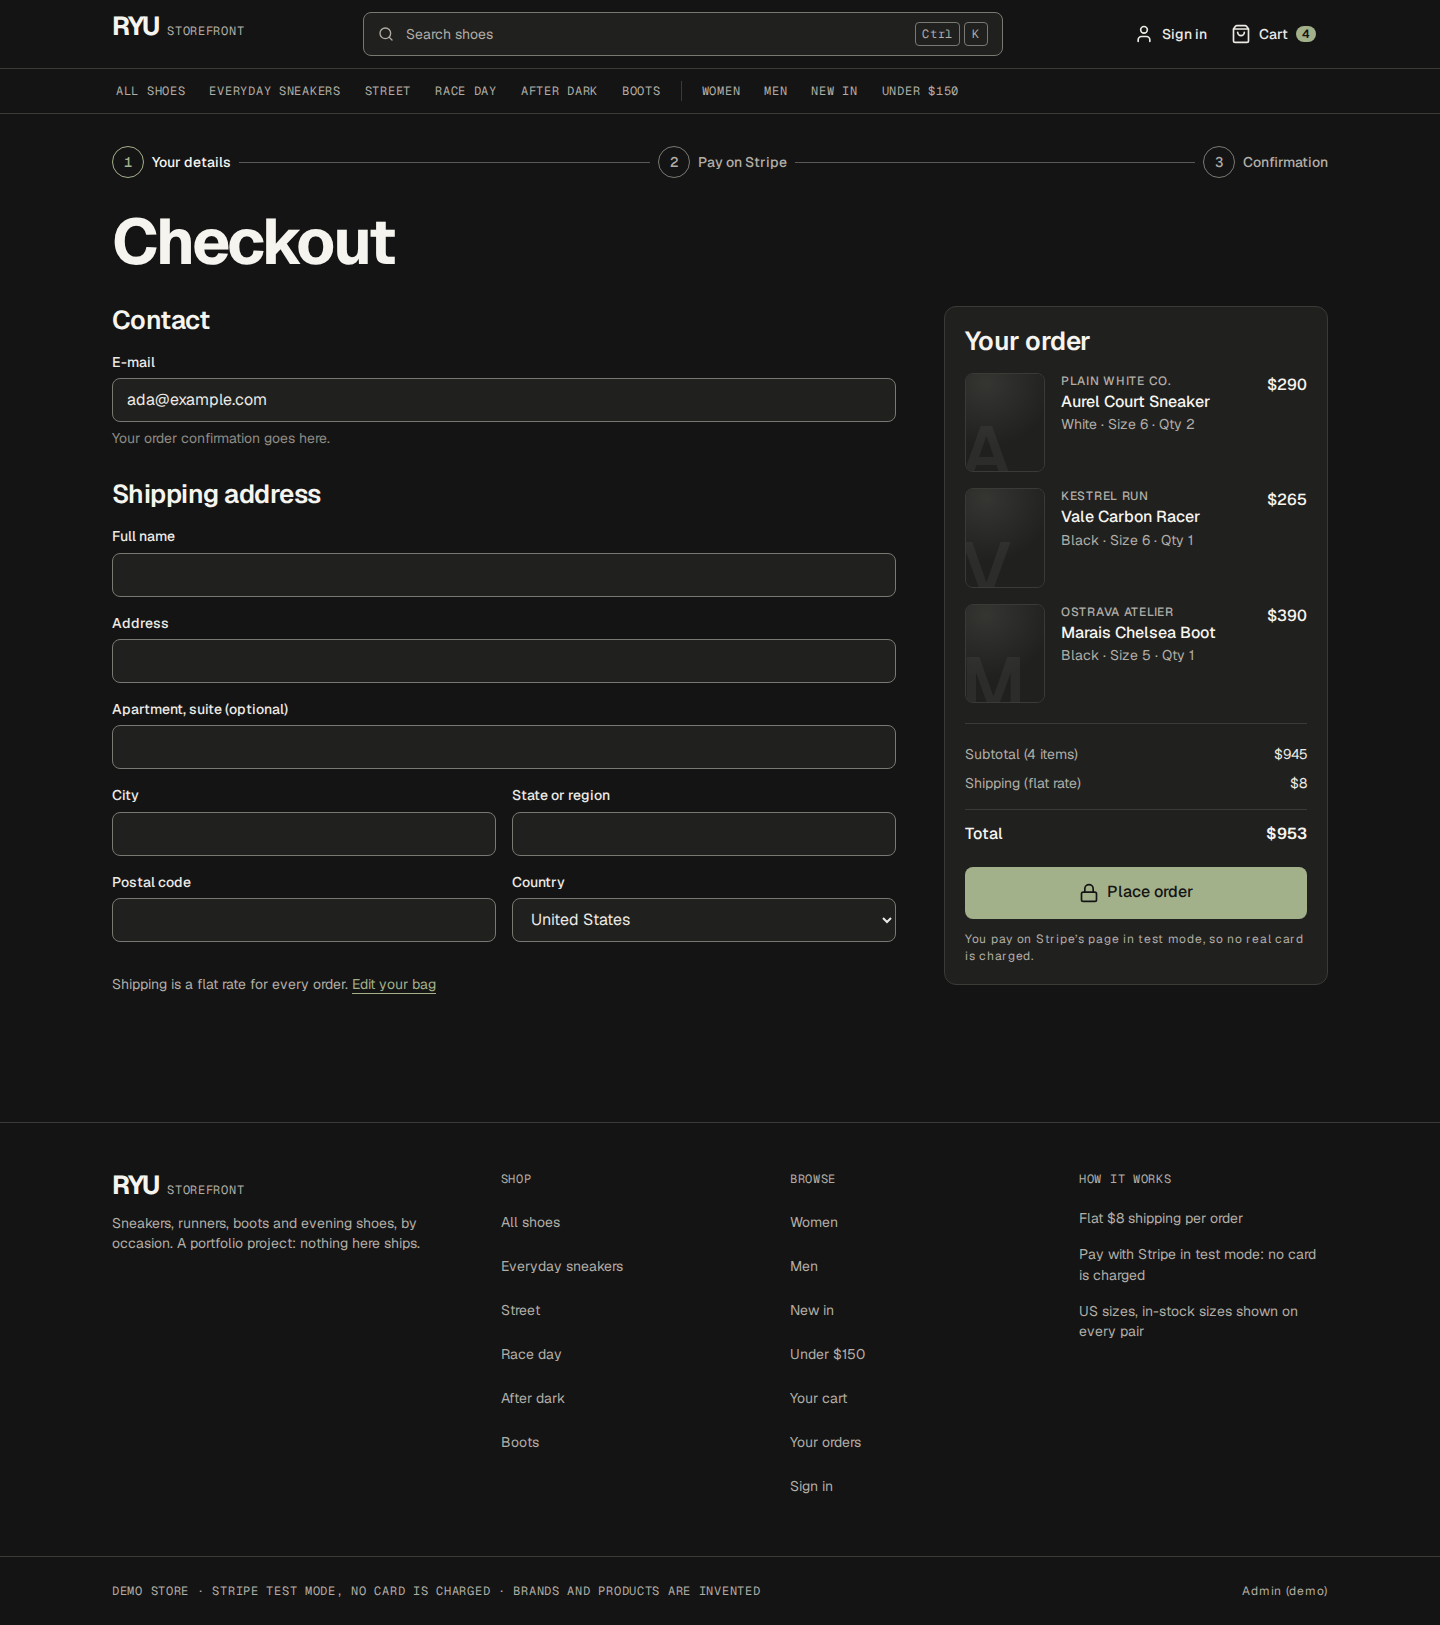 RYU STOREFRONT
Search shoes
Ctrl K
Sign in
Cart 4
ALL SHOES EVERYDAY SNEAKERS STREET RACE DAY AFTER DARK BOOTS WOMEN MEN NEW IN UNDER $150
1 Your details
2 Pay on Stripe
3 Confirmation
Checkout
Contact
E-mail
ada@example.com
Your order confirmation goes here.
Shipping address
Full name
Address
Apartment, suite (optional)
City
State or region
Postal code
Country
United States
Shipping is a flat rate for every order. Edit your bag
Your order
A
PLAIN WHITE CO.
Aurel Court Sneaker
White · Size 6 · Qty 2
$290
V
KESTREL RUN
Vale Carbon Racer
Black · Size 6 · Qty 1
$265
M
OSTRAVA ATELIER
Marais Chelsea Boot
Black · Size 5 · Qty 1
$390
Subtotal (4 items) $945
Shipping (flat rate) $8
Total $953
Place order
You pay on Stripe's page in test mode, so no real card
is charged.
RYU STOREFRONT
Sneakers, runners, boots and evening shoes, by
occasion. A portfolio project: nothing here ships.
SHOP
All shoes
Everyday sneakers
Street
Race day
After dark
Boots
BROWSE
Women
Men
New in
Under $150
Your cart
Your orders
Sign in
HOW IT WORKS
Flat $8 shipping per order
Pay with Stripe in test mode: no card
is charged
US sizes, in-stock sizes shown on
every pair
DEMO STORE · STRIPE TEST MODE, NO CARD IS CHARGED · BRANDS AND PRODUCTS ARE INVENTED
Admin (demo)